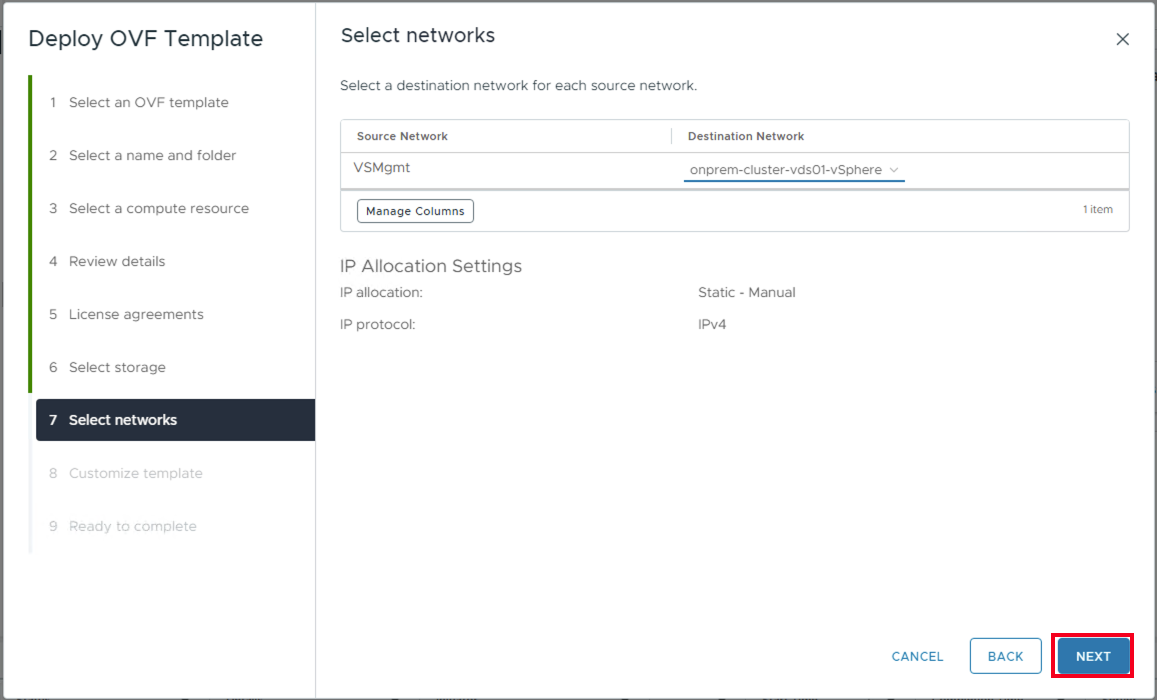 Deploy OVF Template
1 Select an OVF template
2 Select a name and folder
3 Select a compute resource
4 Review details
5 License agreements
6 Select storage
7 Select networks
8 Customize template
9 Ready to complete
Select networks
Select a destination network for each source network.
Source Network Destination Network
VSMgmt onprem-cluster-vds01-vSphere
Manage Columns 1 item
IP Allocation Settings
IP allocation: Static - Manual
IP protocol: IPv4
CANCEL BACK NEXT